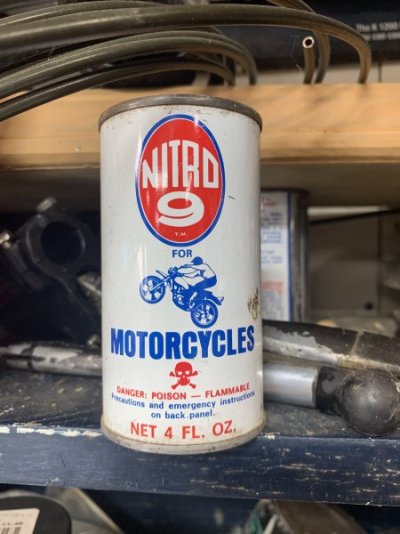 NITRO
9
T.M.
FOR
MOTORCYCLES
DANGER: POISON — FLAMMABLE
Precautions and emergency instructions
on back panel.
NET 4 FL. OZ.